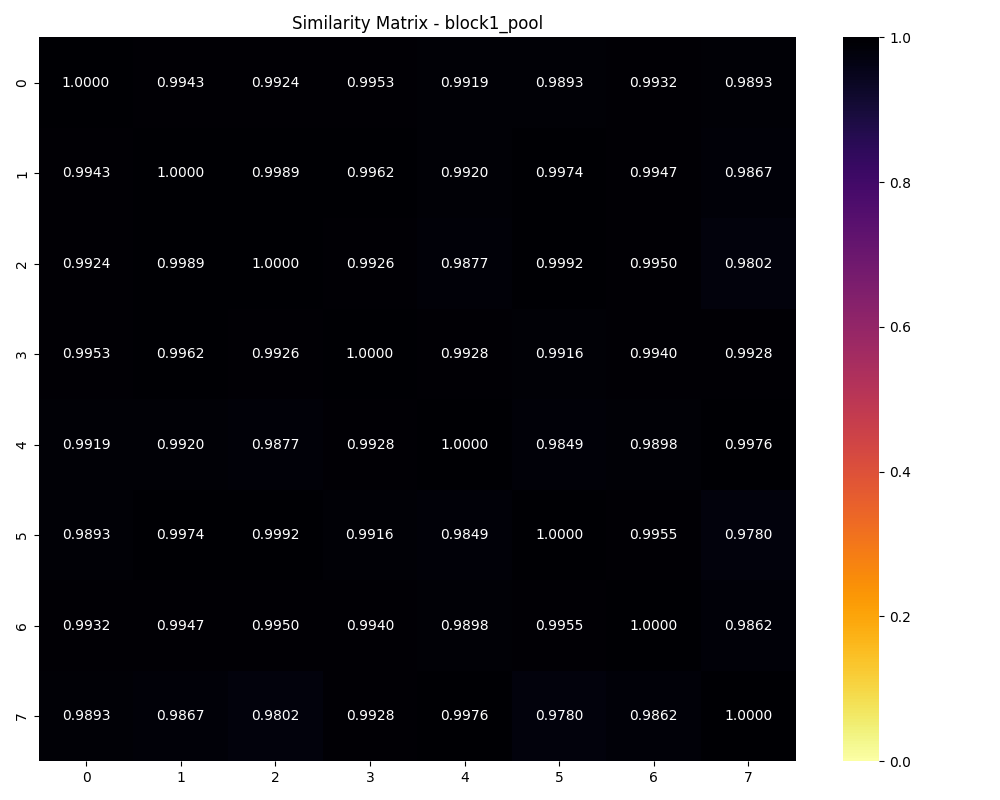 Similarity Matrix - block1_pool
0 1.0000 0.9943 0.9924 0.9953 0.9919 0.9893 0.9932 0.9893
1 0.9943 1.0000 0.9989 0.9962 0.9920 0.9974 0.9947 0.9867
2 0.9924 0.9989 1.0000 0.9926 0.9877 0.9992 0.9950 0.9802
3 0.9953 0.9962 0.9926 1.0000 0.9928 0.9916 0.9940 0.9928
4 0.9919 0.9920 0.9877 0.9928 1.0000 0.9849 0.9898 0.9976
5 0.9893 0.9974 0.9992 0.9916 0.9849 1.0000 0.9955 0.9780
6 0.9932 0.9947 0.9950 0.9940 0.9898 0.9955 1.0000 0.9862
7 0.9893 0.9867 0.9802 0.9928 0.9976 0.9780 0.9862 1.0000
0 1 2 3 4 5 6 7
1.0
0.8
0.6
0.4
0.2
0.0